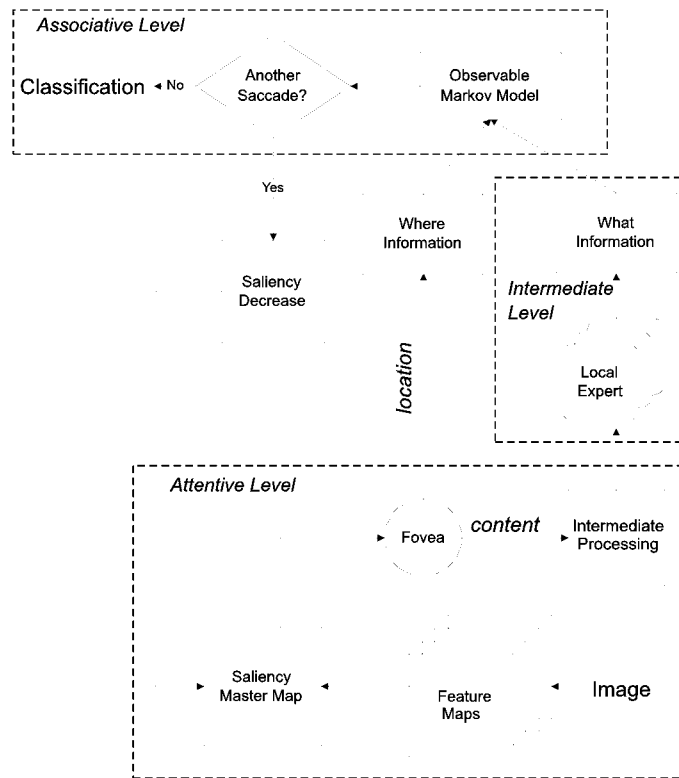 Associative Level
Classification
No
Another
Saccade?
Observable
Markov Model
Yes
Where
Information
What
Information
Saliency
Decrease
Intermediate
Level
location
Local
Expert
Attentive Level
Fovea
content
Intermediate
Processing
Saliency
Master Map
Feature
Maps
Image